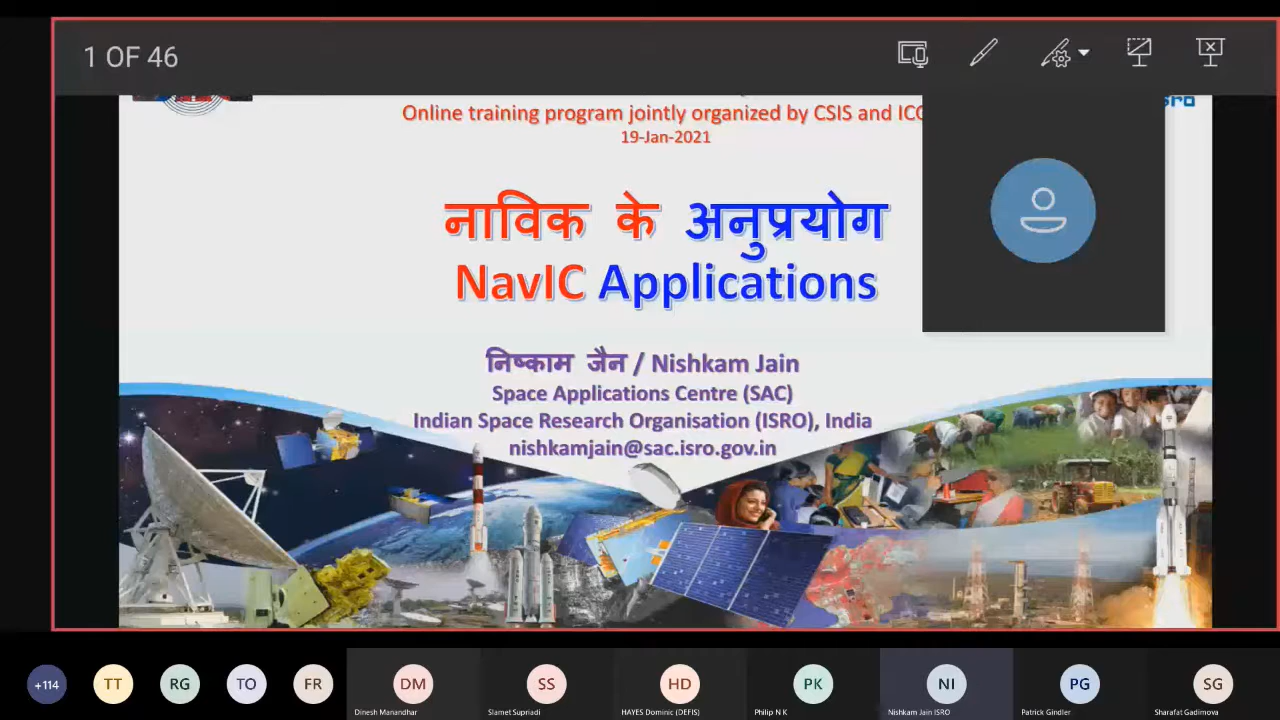 1 OF 46
Online training program jointly organized by CSIS and
19-Jan-2021
नाविक के अनुप्रयोग
NavIC Applications
निष्काम जैन / Nishkam Jain
Space Applications Centre (SAC)
Indian Space Research Organisation (ISRO), India
nishkamjain@sac.isro.gov.in
+114
TT
RG
TO
FR
DM
SS
HD
PK
NI
PG
SG
Dinesh Manandhar
Slamet Supriadi
HAYES Dominic (DEFIS)
Philip N K
Nishkam Jain ISRO
Patrick Gindler
Sharafat Gadimova